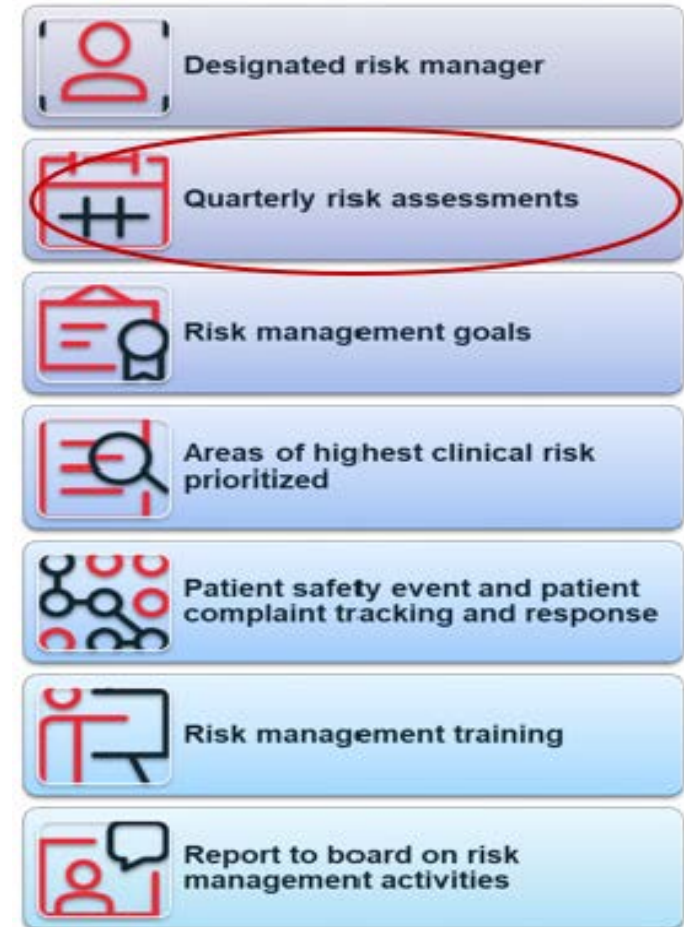 Designated risk manager
Quarterly risk assessments
Risk management goals
Areas of highest clinical risk
prioritized
Patient safety event and patient
complaint tracking and response
Risk management training
Report to board on risk
management activities